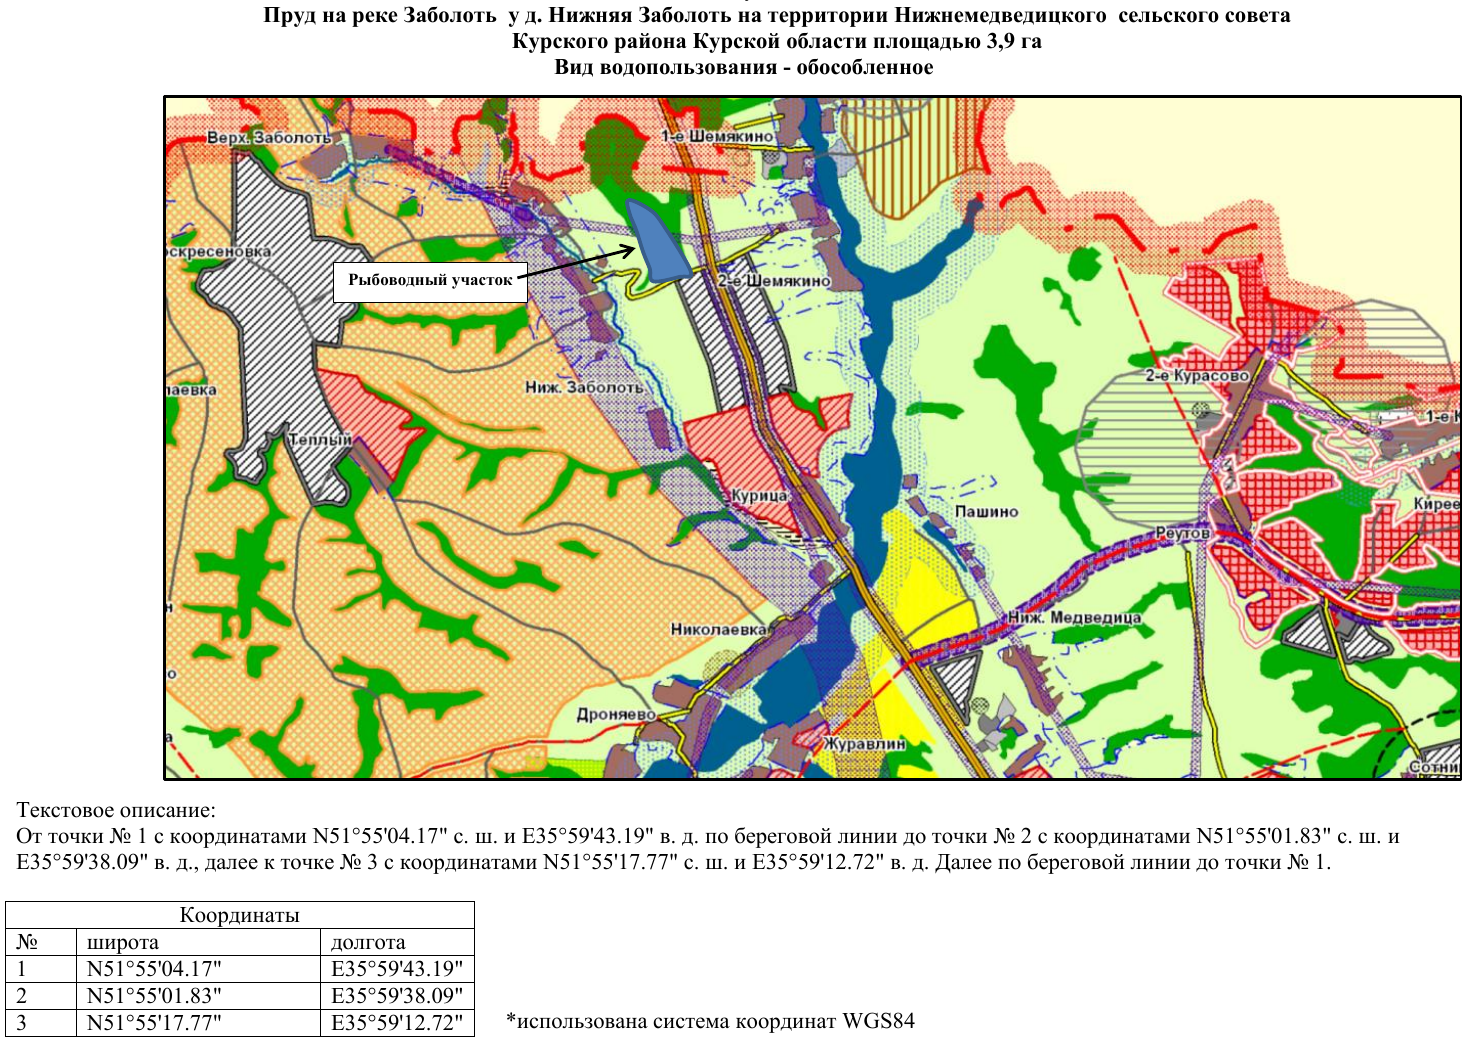 Пруд на реке Заболоть у д. Нижняя Заболоть на территории Нижнемедведицкого сельского совета
Курского района Курской области площадью 3,9 га
Вид водопользования - обособленное
Верх. Заболоть
1-е Шемякино
оскресеновка
Рыбоводный участок
2-е Шемякино
лаевка
Ниж. Заболоть
2-е Курасово
1-е К
Теплый
Курица
Пашино
Кирее
Реутов
н
Николаевка
Ниж. Медведица
о
Дроняево
а
Журавлин
Сотни
Текстовое описание:
От точки № 1 с координатами N51°55'04.17" с. ш. и E35°59'43.19" в. д. по береговой линии до точки № 2 с координатами N51°55'01.83" с. ш. и
E35°59'38.09" в. д., далее к точке № 3 с координатами N51°55'17.77" с. ш. и E35°59'12.72" в. д. Далее по береговой линии до точки № 1.
Координаты
№ широта долгота
1 N51°55'04.17" E35°59'43.19"
2 N51°55'01.83" E35°59'38.09"
3 N51°55'17.77" E35°59'12.72"
*использована система координат WGS84